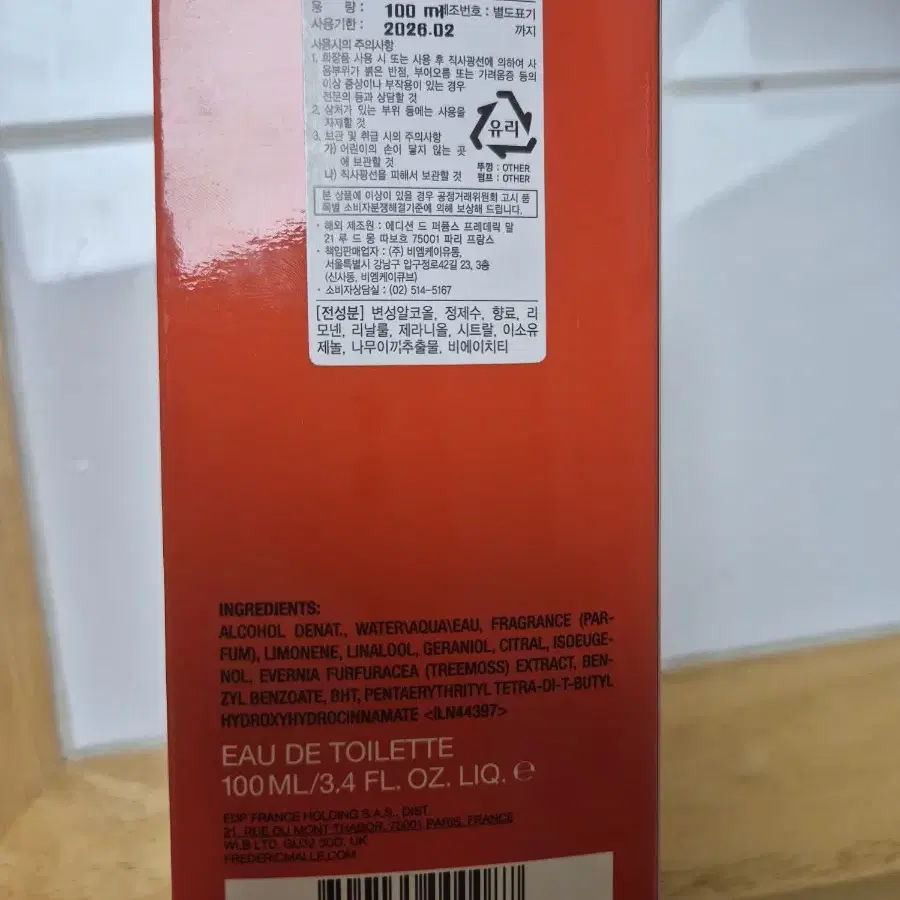 용 량 : 100 ml 제조번호 : 별도표기
사용기한 : 2026.02 까지
사용시의 주의사항
1. 화장품 사용 시 또는 사용 후 직사광선에 의하여 사
용부위가 붉은 반점, 부어오름 또는 가려움증 등의
이상 증상이나 부작용이 있는 경우
전문의 등과 상담할 것
2. 상처가 있는 부위 등에는 사용을
자제할 것
3. 보관 및 취급 시의 주의사항
가) 어린이의 손이 닿지 않는 곳
에 보관할 것
나) 직사광선을 피해서 보관할 것
유리
뚜껑 : OTHER
펌프 : OTHER
본 상품에 이상이 있을 경우 공정거래위원회 고시 품
목별 소비자분쟁해결기준에 의해 보상해 드립니다.
· 해외 제조원 : 에디션 드 퍼퓸스 프레데릭 말
21 루 드 몽 따보흐 75001 파리 프랑스
· 책임판매업자 : (주) 비엠케이유통,
서울특별시 강남구 압구정로42길 23, 3층
(신사동, 비엠케이큐브)
· 소비자상담실 : (02) 514-5167
[전성분] 변성알코올, 정제수, 향료, 리
모넨, 리날룰, 제라니올, 시트랄, 이소유
제놀, 나무이끼추출물, 비에이치티
INGREDIENTS:
ALCOHOL DENAT., WATER\AQUA\EAU, FRAGRANCE (PAR-
FUM), LIMONENE, LINALOOL, GERANIOL, CITRAL, ISOEUGE-
NOL, EVERNIA FURFURACEA (TREEMOSS) EXTRACT, BEN-
ZYL BENZOATE, BHT, PENTAERYTHRITYL TETRA-DI-T-BUTYL
HYDROXYHYDROCINNAMATE <ILN44397>
EAU DE TOILETTE
100 ML/3,4 FL. OZ. LIQ. ℮
EDP FRANCE HOLDING S.A.S., DIST.
21, RUE DU MONT THABOR, 75001 PARIS, FRANCE
WLB LTD. GU32 3QD, UK
FREDERICMALLE.COM